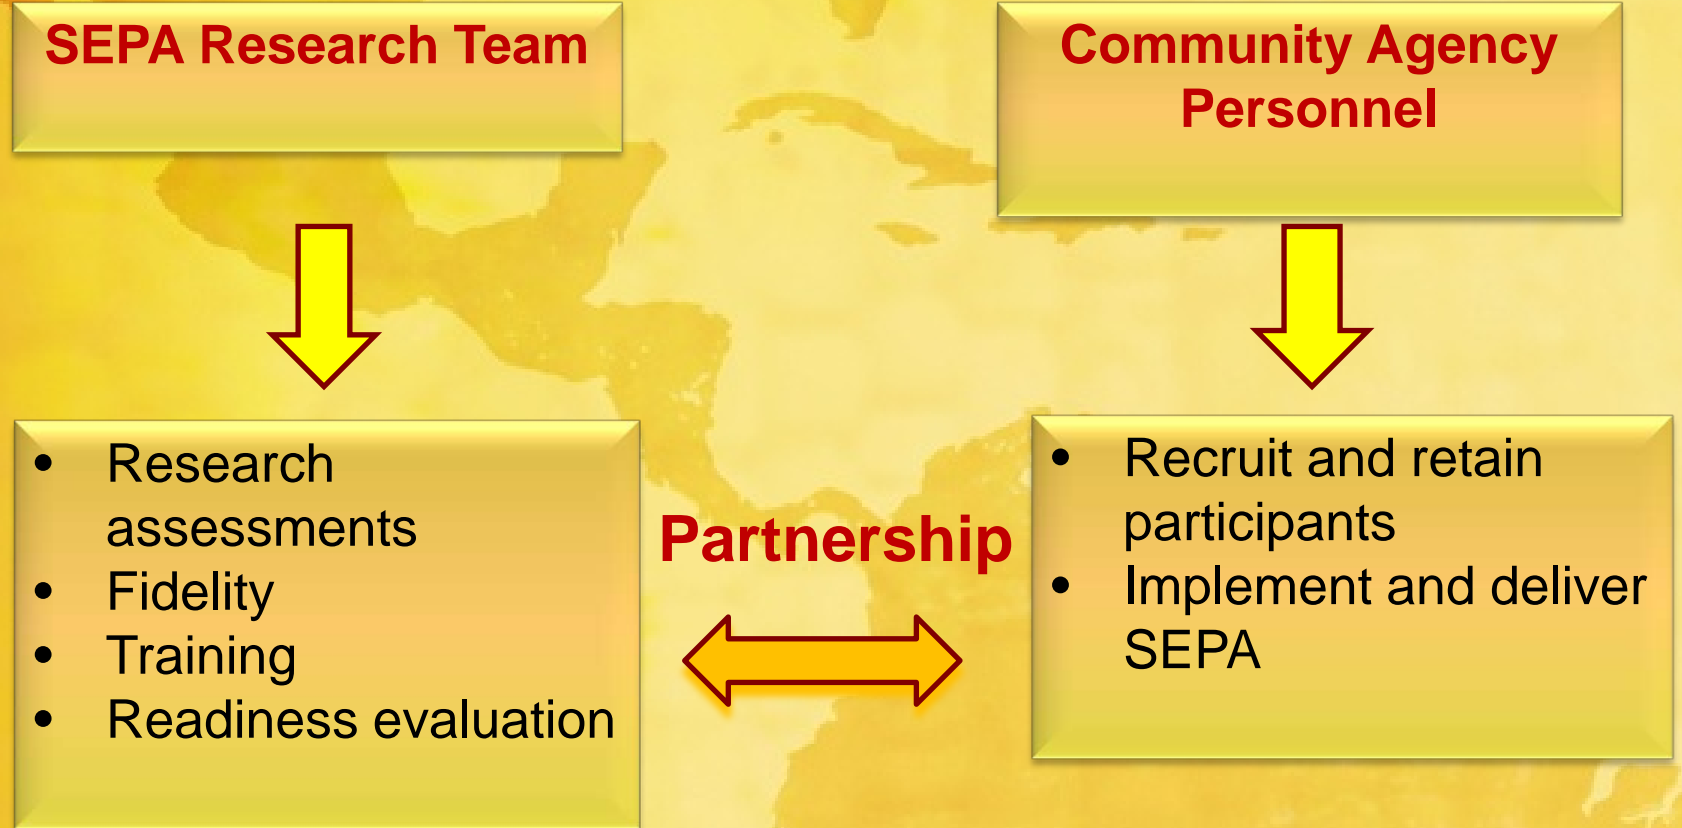 SEPA Research Team
Community Agency
Personnel
• Research
assessments
• Fidelity
• Training
• Readiness evaluation
Partnership
• Recruit and retain
participants
• Implement and deliver
SEPA